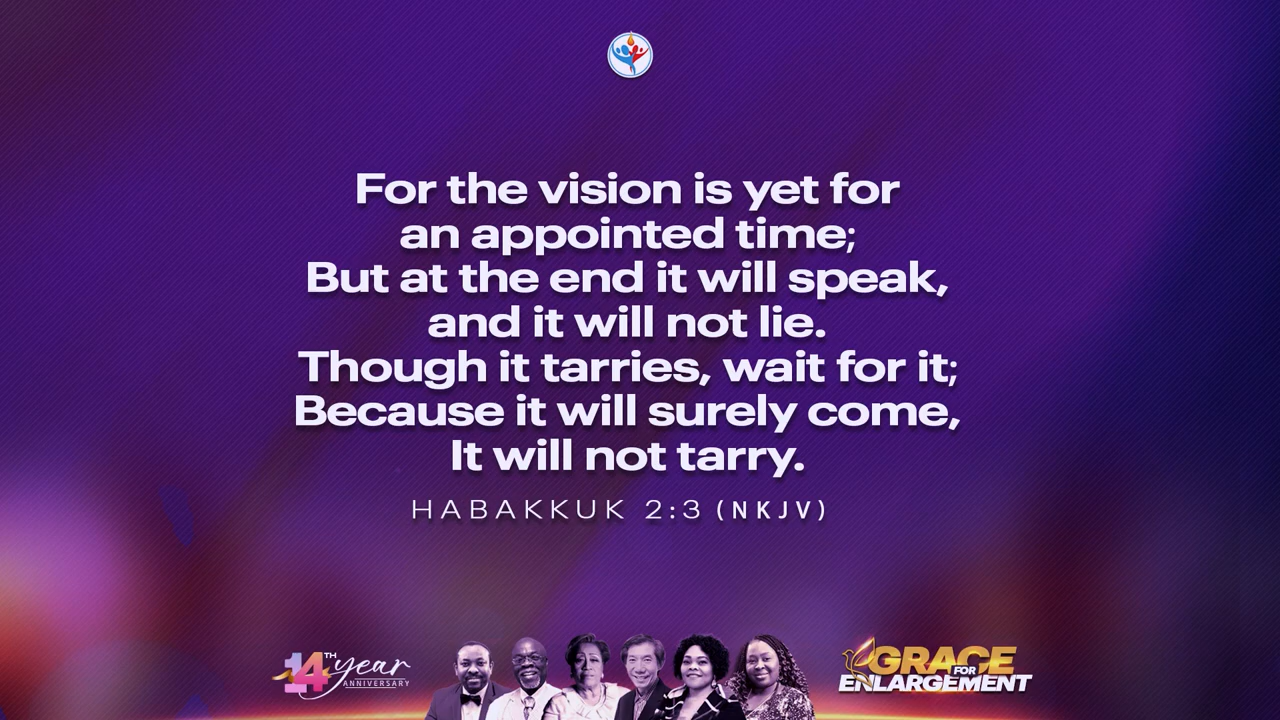 For the vision is yet for
an appointed time;
But at the end it will speak,
and it will not lie.
Though it tarries, wait for it;
Because it will surely come,
It will not tarry.
HABAKKUK 2:3 (NKJV)
14TH year
ANNIVERSARY
GRACE
FOR
ENLARGEMENT